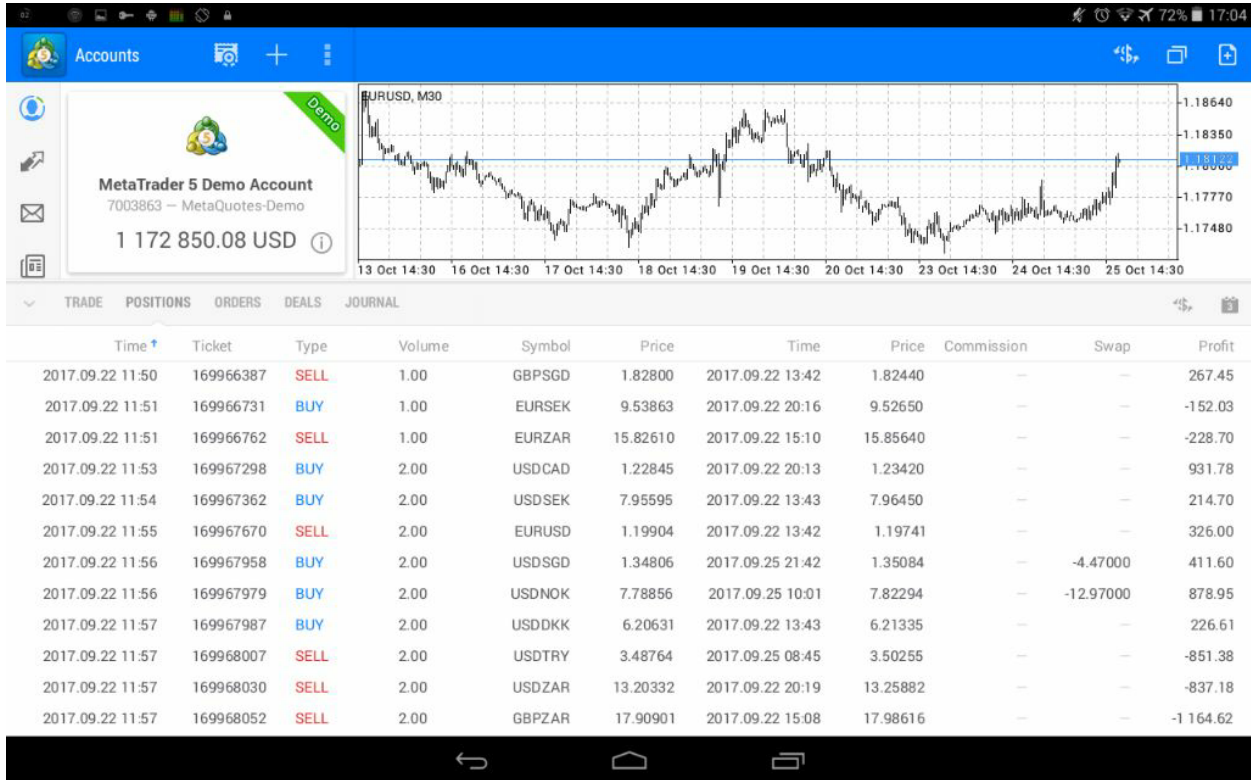 72% 17:04
Accounts
Demo
MetaTrader 5 Demo Account
7003863 — MetaQuotes-Demo
1 172 850.08 USD
EURUSD, M30
1.18640
1.18350
1.18122
1.17770
1.17480
13 Oct 14:30 16 Oct 14:30 17 Oct 14:30 18 Oct 14:30 19 Oct 14:30 20 Oct 14:30 23 Oct 14:30 24 Oct 14:30 25 Oct 14:30
TRADE POSITIONS ORDERS DEALS JOURNAL
Time Ticket Type Volume Symbol Price Time Price Commission Swap Profit
2017.09.22 11:50 169966387 SELL 1.00 GBPSGD 1.82800 2017.09.22 13:42 1.82440 — — 267.45
2017.09.22 11:51 169966731 BUY 1.00 EURSEK 9.53863 2017.09.22 20:16 9.52650 — — -152.03
2017.09.22 11:51 169966762 SELL 1.00 EURZAR 15.82610 2017.09.22 15:10 15.85640 — — -228.70
2017.09.22 11:53 169967298 BUY 2.00 USDCAD 1.22845 2017.09.22 20:13 1.23420 — — 931.78
2017.09.22 11:54 169967362 BUY 2.00 USDSEK 7.95595 2017.09.22 13:43 7.96450 — — 214.70
2017.09.22 11:55 169967670 SELL 2.00 EURUSD 1.19904 2017.09.22 13:42 1.19741 — — 326.00
2017.09.22 11:56 169967958 BUY 2.00 USDSGD 1.34806 2017.09.25 21:42 1.35084 — -4.47000 411.60
2017.09.22 11:56 169967979 BUY 2.00 USDNOK 7.78856 2017.09.25 10:01 7.82294 — -12.97000 878.95
2017.09.22 11:57 169967987 BUY 2.00 USDDKK 6.20631 2017.09.22 13:43 6.21335 — — 226.61
2017.09.22 11:57 169968007 SELL 2.00 USDTRY 3.48764 2017.09.25 08:45 3.50255 — — -851.38
2017.09.22 11:57 169968030 SELL 2.00 USDZAR 13.20332 2017.09.22 20:19 13.25882 — — -837.18
2017.09.22 11:57 169968052 SELL 2.00 GBPZAR 17.90901 2017.09.22 15:08 17.98616 — — -1 164.62